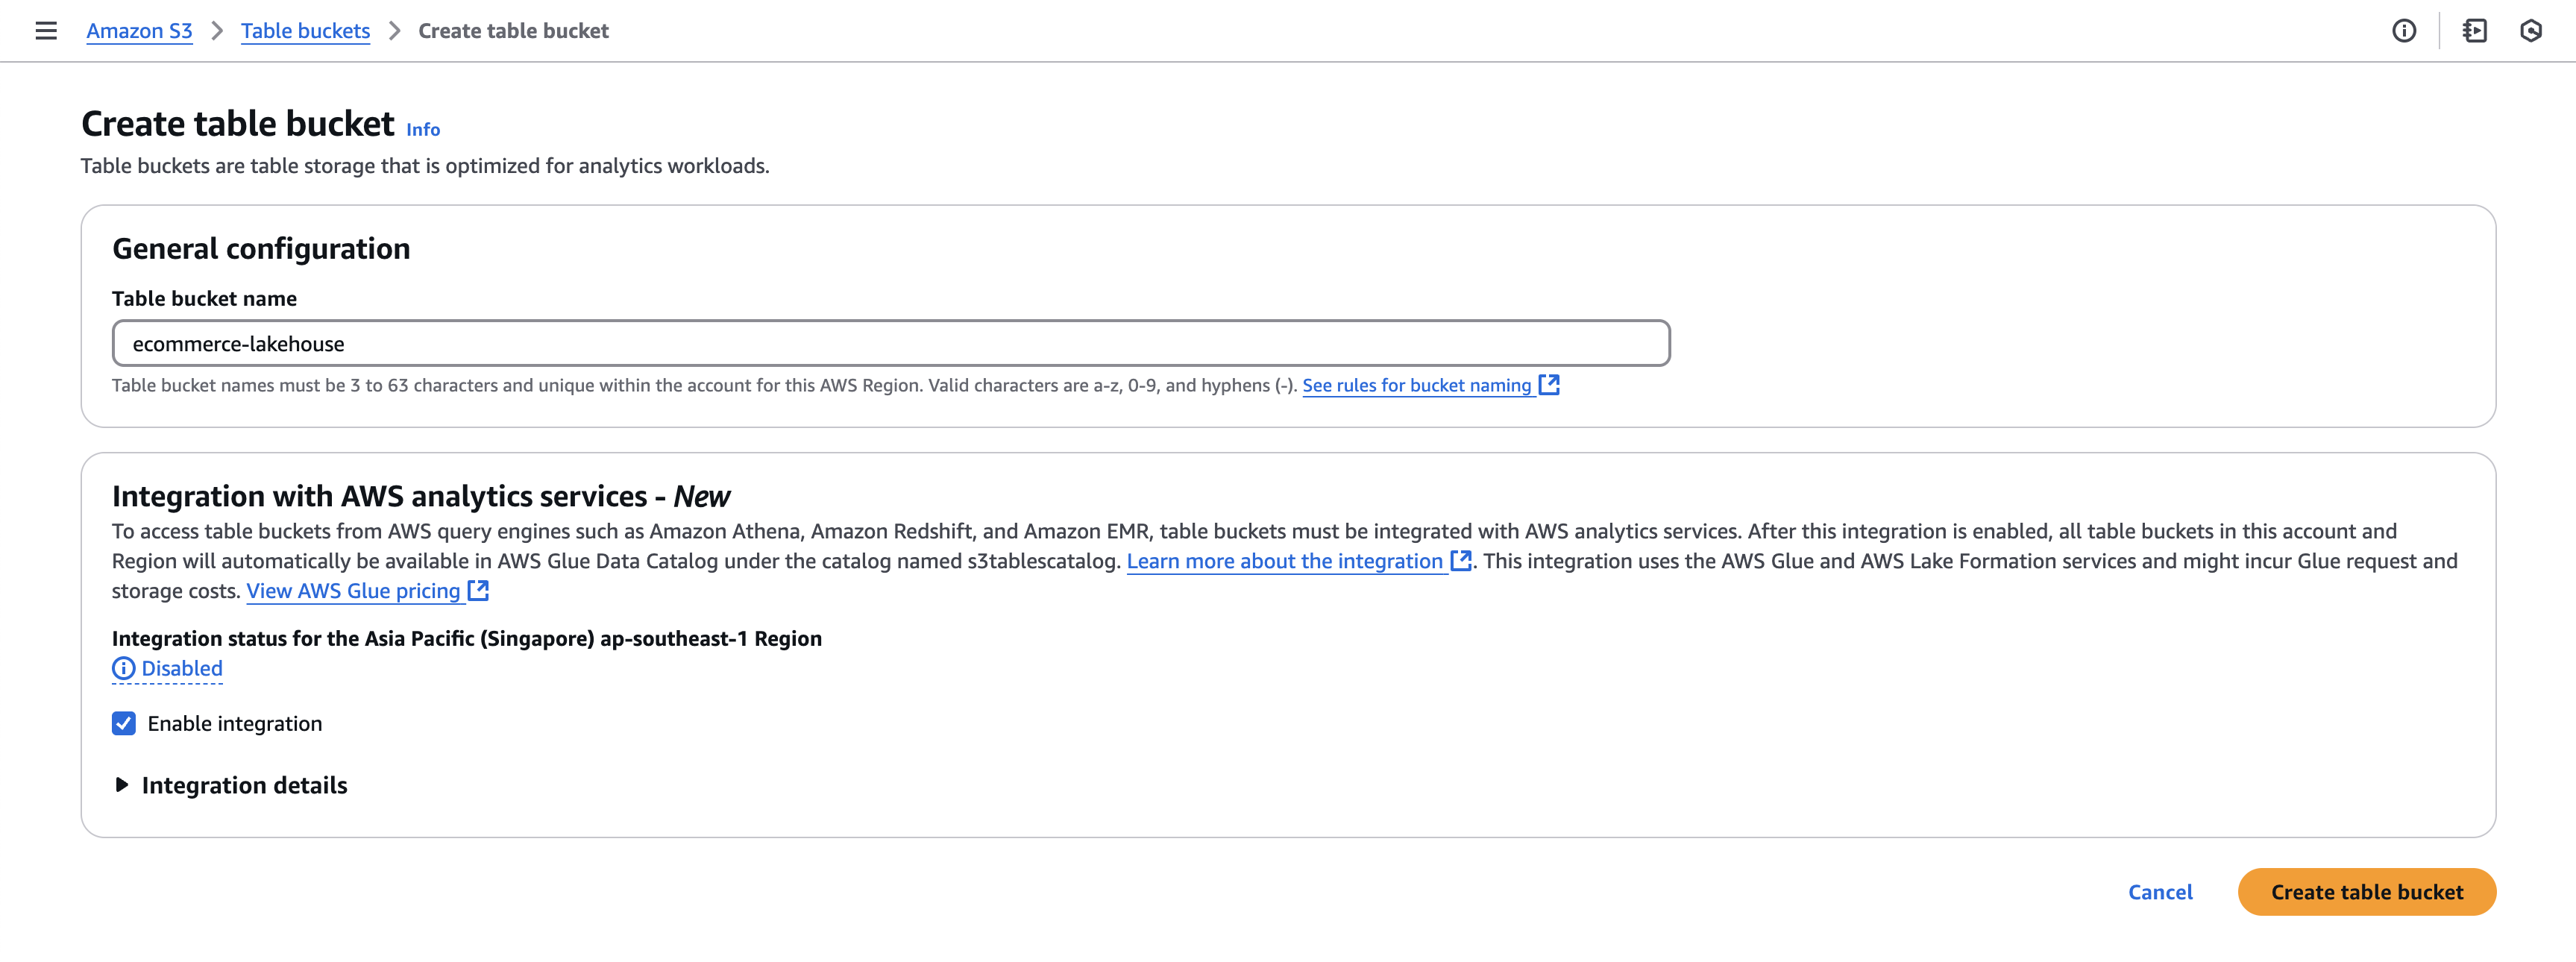 Amazon S3 > Table buckets > Create table bucket
Create table bucket Info
Table buckets are table storage that is optimized for analytics workloads.
General configuration
Table bucket name
ecommerce-lakehouse
Table bucket names must be 3 to 63 characters and unique within the account for this AWS Region. Valid characters are a-z, 0-9, and hyphens (-). See rules for bucket naming
Integration with AWS analytics services - New
To access table buckets from AWS query engines such as Amazon Athena, Amazon Redshift, and Amazon EMR, table buckets must be integrated with AWS analytics services. After this integration is enabled, all table buckets in this account and
Region will automatically be available in AWS Glue Data Catalog under the catalog named s3tablescatalog. Learn more about the integration. This integration uses the AWS Glue and AWS Lake Formation services and might incur Glue request and
storage costs. View AWS Glue pricing
Integration status for the Asia Pacific (Singapore) ap-southeast-1 Region
Disabled
Enable integration
Integration details
Cancel Create table bucket